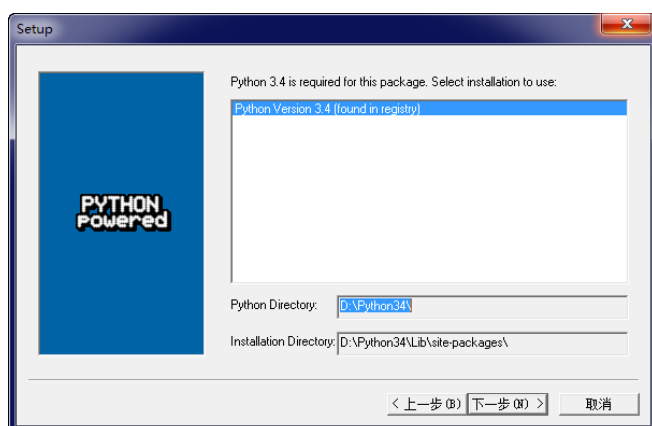 Setup
Python 3.4 is required for this package. Select installation to use:
Python Version 3.4 (found in registry)
PYTHON
powered
Python Directory: D:\Python34\
Installation Directory: D:\Python34\Lib\site-packages\
< 上一步(B) 下一步(N) > 取消